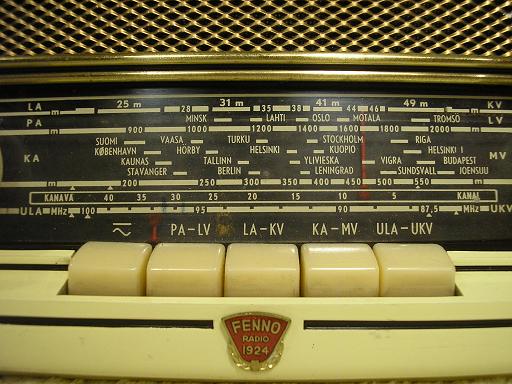 LA m 25 m 28 31 m 35 38 41 m 44 46 49 m KV
MINSK LAHTI OSLO MOTALA TROMSO
PA m 900 1000 1200 1400 1600 1800 2000 LV
SUOMI VAASA TURKU STOCKHOLM RIGA
KØBENHAVN HÖRBY HELSINKI KUOPIO HELSINKI I
KA KAUNAS TALLINN YLIVIESKA VIGRA BUDAPEST MV
STAVANGER BERLIN LENINGRAD SUNDSVALL JOENSUU
m 200 250 300 350 400 450 500 550 m
KANAVA 40 35 30 25 20 15 10 5 KANAL
ULA MHz 100 95 90 87,5 MHz UKV
PA-LV LA-KV KA-MV ULA-UKV
FENNO
RADIO
1924